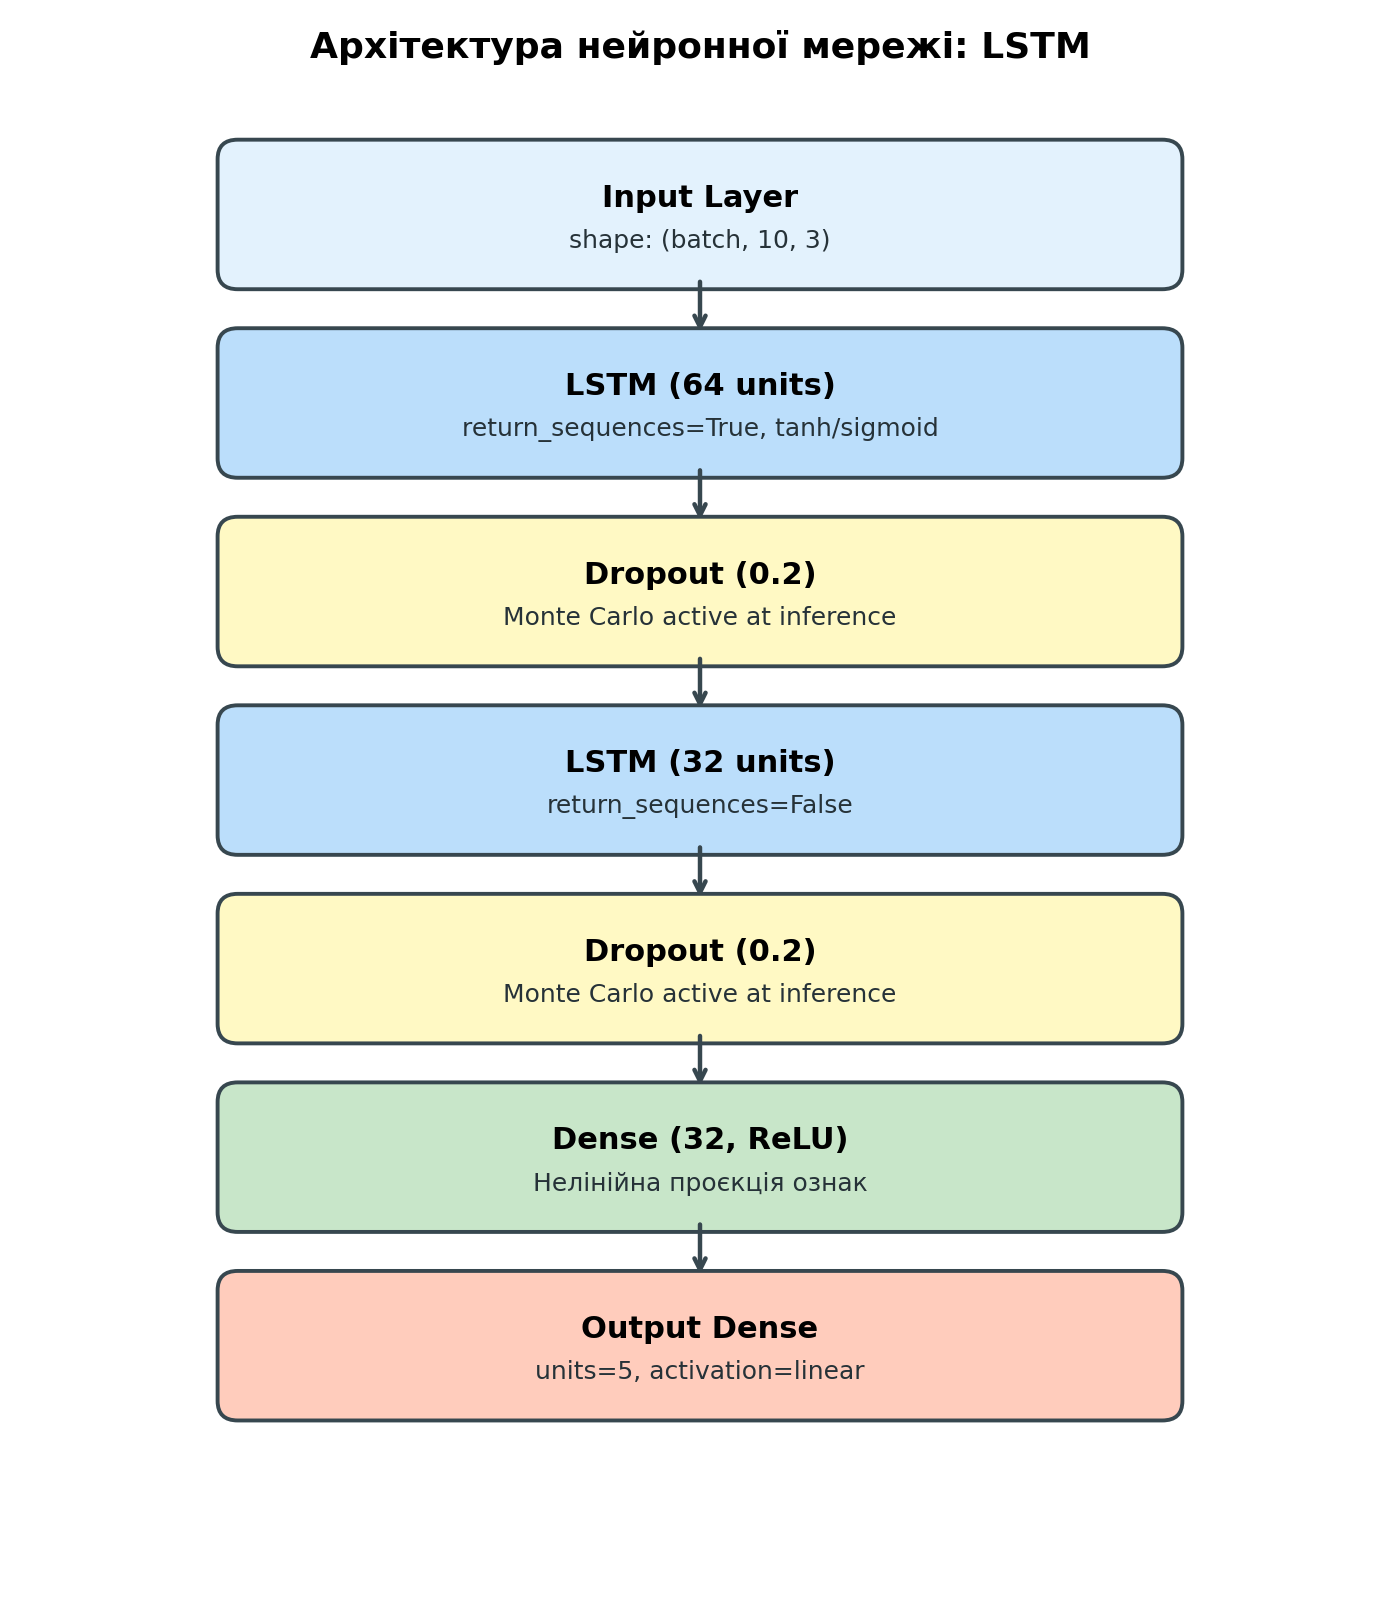 Архітектура нейронної мережі: LSTM
Input Layer
shape: (batch, 10, 3)
LSTM (64 units)
return_sequences=True, tanh/sigmoid
Dropout (0.2)
Monte Carlo active at inference
LSTM (32 units)
return_sequences=False
Dropout (0.2)
Monte Carlo active at inference
Dense (32, ReLU)
Нелінійна проєкція ознак
Output Dense
units=5, activation=linear